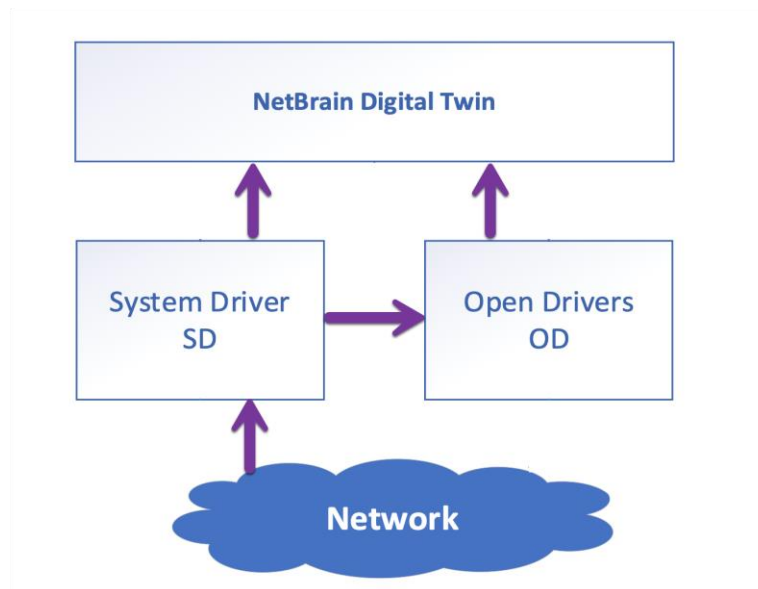 NetBrain Digital Twin
System Driver
SD
Open Drivers
OD
Network